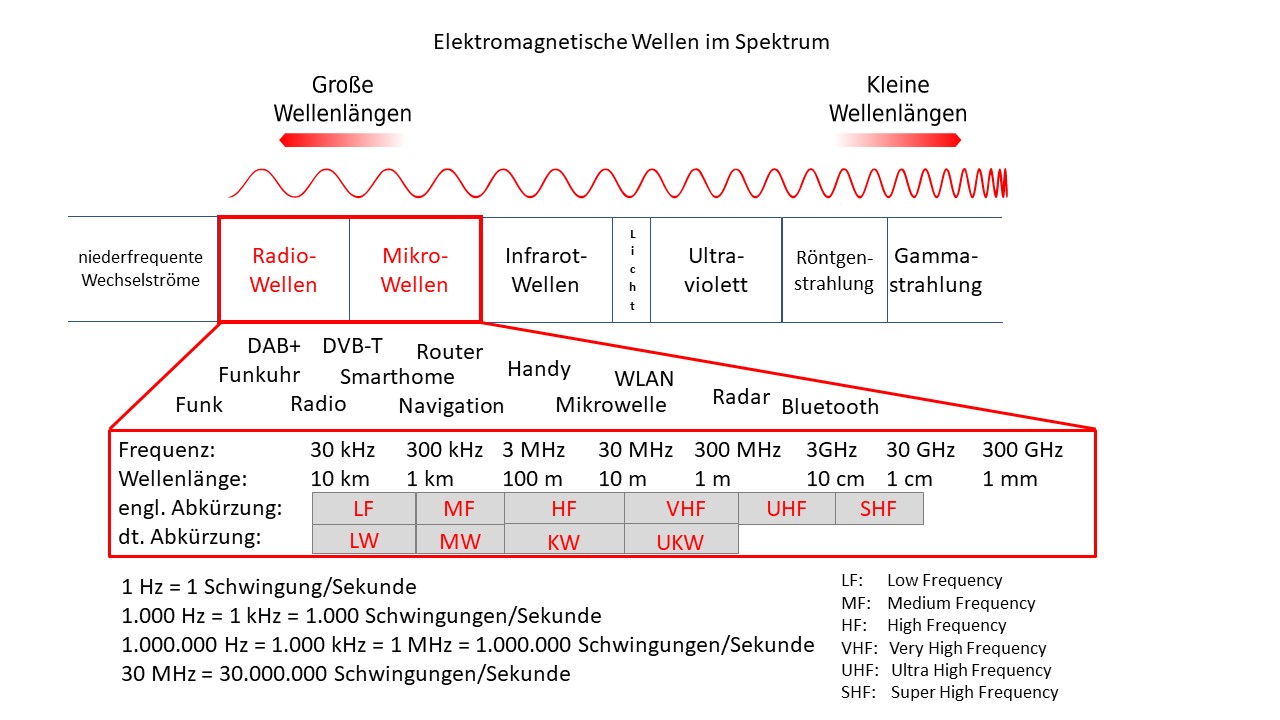 Elektromagnetische Wellen im Spektrum
Große
Wellenlängen
Kleine
Wellenlängen
niederfrequente
Wechselströme
Radio-
Wellen
Mikro-
Wellen
Infrarot-
Wellen
Licht
Ultra-
violett
Röntgen-
strahlung
Gamma-
strahlung
DAB+ DVB-T Router
Funkuhr Smarthome Handy WLAN
Funk Radio Navigation Mikrowelle Radar Bluetooth
Frequenz: 30 kHz 300 kHz 3 MHz 30 MHz 300 MHz 3GHz 30 GHz 300 GHz
Wellenlänge: 10 km 1 km 100 m 10 m 1 m 10 cm 1 cm 1 mm
engl. Abkürzung: LF MF HF VHF UHF SHF
dt. Abkürzung: LW MW KW UKW
1 Hz = 1 Schwingung/Sekunde
1.000 Hz = 1 kHz = 1.000 Schwingungen/Sekunde
1.000.000 Hz = 1.000 kHz = 1 MHz = 1.000.000 Schwingungen/Sekunde
30 MHz = 30.000.000 Schwingungen/Sekunde
LF: Low Frequency
MF: Medium Frequency
HF: High Frequency
VHF: Very High Frequency
UHF: Ultra High Frequency
SHF: Super High Frequency